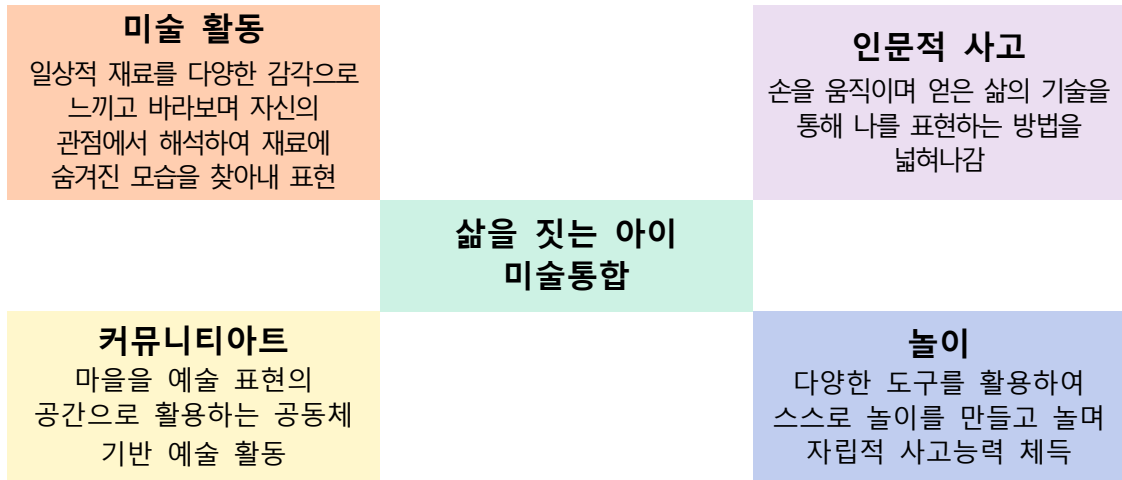 미술 활동
일상적 재료를 다양한 감각으로
느끼고 바라보며 자신의
관점에서 해석하여 재료에
숨겨진 모습을 찾아내 표현
인문적 사고
손을 움직이며 얻은 삶의 기술을
통해 나를 표현하는 방법을
넓혀나감
삶을 짓는 아이
미술통합
커뮤니티아트
마을을 예술 표현의
공간으로 활용하는 공동체
기반 예술 활동
놀이
다양한 도구를 활용하여
스스로 놀이를 만들고 놀며
자립적 사고능력 체득